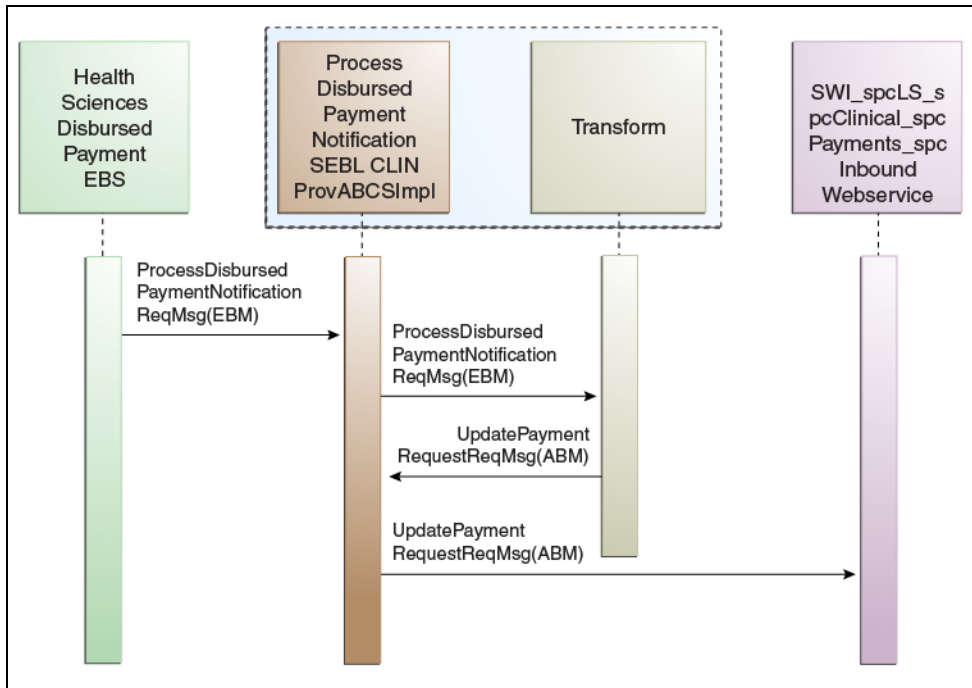 Health
Sciences
Disbursed
Payment
EBS
Process
Disbursed
Payment
Notification
SEBL CLIN
ProvABCSImpl
Transform
SWI_spcLS_s
pcClinical_spc
Payments_spc
Inbound
Webservice
ProcessDisbursed
PaymentNotification
ReqMsg(EBM)
ProcessDisbursed
PaymentNotification
ReqMsg(EBM)
UpdatePayment
RequestReqMsg(ABM)
UpdatePayment
RequestReqMsg(ABM)